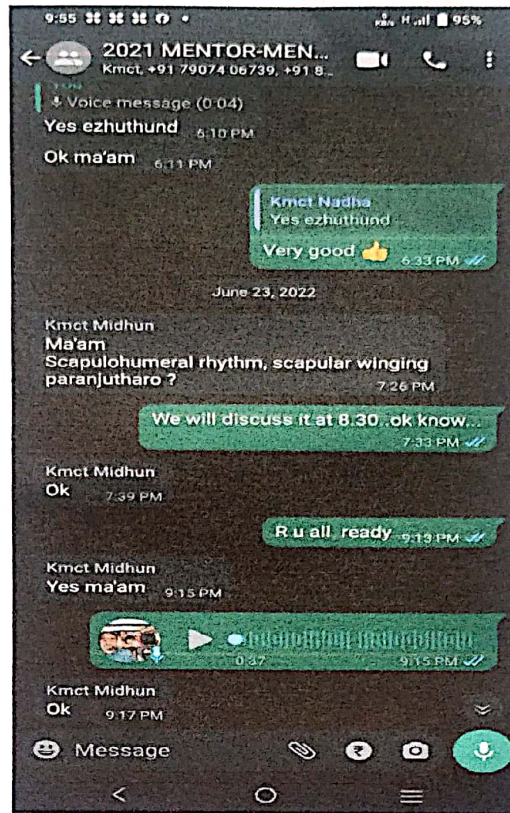 9:55
95%
2021 MENTOR-MEN...
Kmct, +91 79074 06739, +91 8...
You
Voice message (0:04)
Yes ezhuthund 6:10 PM
Ok ma'am 6:11 PM
Kmct Nadha
Yes ezhuthund
Very good 👍 6:33 PM
June 23, 2022
Kmct Midhun
Ma'am
Scapulohumeral rhythm, scapular winging
paranjutharo ?
7:26 PM
We will discuss it at 8.30..ok know...
7:33 PM
Kmct Midhun
Ok 7:39 PM
R u all ready 9:13 PM
Kmct Midhun
Yes ma'am 9:15 PM
0:37 9:15 PM
Kmct Midhun
Ok 9:17 PM
Message